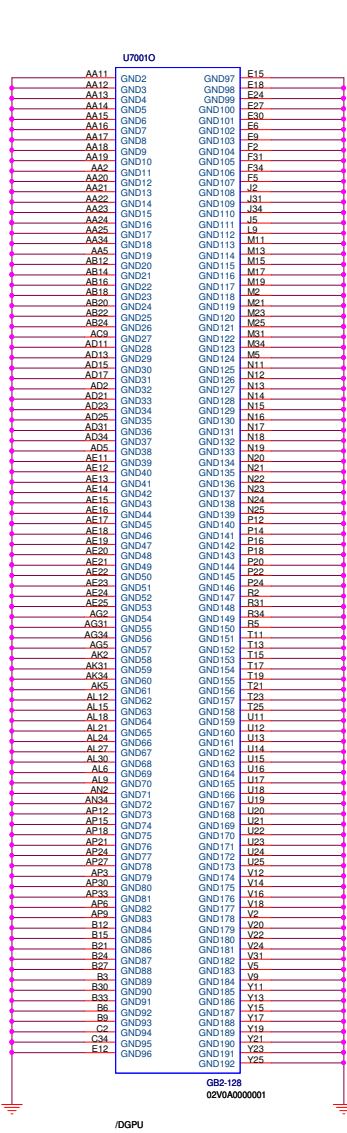 U7001O
AA11 GND2 GND97 E15
AA12 GND3 GND98 E18
AA13 GND4 GND99 E24
AA14 GND5 GND100 E27
AA15 GND6 GND101 E30
AA16 GND7 GND102 E6
AA17 GND8 GND103 E9
AA18 GND9 GND104 F2
AA19 GND10 GND105 F31
AA2 GND11 GND106 F34
AA20 GND12 GND107 F5
AA21 GND13 GND108 J2
AA22 GND14 GND109 J31
AA23 GND15 GND110 J34
AA24 GND16 GND111 J5
AA25 GND17 GND112 L9
AA34 GND18 GND113 M11
AA5 GND19 GND114 M13
AB12 GND20 GND115 M15
AB14 GND21 GND116 M17
AB16 GND22 GND117 M19
AB18 GND23 GND118 M2
AB20 GND24 GND119 M21
AB22 GND25 GND120 M23
AB24 GND26 GND121 M25
AC9 GND27 GND122 M31
AD11 GND28 GND123 M34
AD13 GND29 GND124 M5
AD15 GND30 GND125 N11
AD17 GND31 GND126 N12
AD2 GND32 GND127 N13
AD21 GND33 GND128 N14
AD23 GND34 GND129 N15
AD25 GND35 GND130 N16
AD31 GND36 GND131 N17
AD34 GND37 GND132 N18
AD5 GND38 GND133 N19
AE11 GND39 GND134 N20
AE12 GND40 GND135 N21
AE13 GND41 GND136 N22
AE14 GND42 GND137 N23
AE15 GND43 GND138 N24
AE16 GND44 GND139 N25
AE17 GND45 GND140 P12
AE18 GND46 GND141 P14
AE19 GND47 GND142 P16
AE20 GND48 GND143 P18
AE21 GND49 GND144 P20
AE22 GND50 GND145 P22
AE23 GND51 GND146 P24
AE24 GND52 GND147 R2
AE25 GND53 GND148 R31
AG2 GND54 GND149 R34
AG31 GND55 GND150 R5
AG34 GND56 GND151 T11
AG5 GND57 GND152 T13
AK2 GND58 GND153 T15
AK31 GND59 GND154 T17
AK34 GND60 GND155 T19
AK5 GND61 GND156 T21
AL12 GND62 GND157 T23
AL15 GND63 GND158 T25
AL18 GND64 GND159 U11
AL21 GND65 GND160 U12
AL24 GND66 GND161 U13
AL27 GND67 GND162 U14
AL30 GND68 GND163 U15
AL6 GND69 GND164 U16
AL9 GND70 GND165 U17
AN2 GND71 GND166 U18
AN34 GND72 GND167 U19
AP12 GND73 GND168 U20
AP15 GND74 GND169 U21
AP18 GND75 GND170 U22
AP21 GND76 GND171 U23
AP24 GND77 GND172 U24
AP27 GND78 GND173 U25
AP3 GND79 GND174 V12
AP30 GND80 GND175 V14
AP33 GND81 GND176 V16
AP6 GND82 GND177 V18
AP9 GND83 GND178 V2
B12 GND84 GND179 V20
B15 GND85 GND180 V22
B21 GND86 GND181 V24
B24 GND87 GND182 V31
B27 GND88 GND183 V5
B3 GND89 GND184 V9
B30 GND90 GND185 Y11
B33 GND91 GND186 Y13
B6 GND92 GND187 Y15
B9 GND93 GND188 Y17
C2 GND94 GND189 Y19
C34 GND95 GND190 Y21
E12 GND96 GND191 Y23
GND192 Y25
GB2-128
02V0A0000001
/DGPU